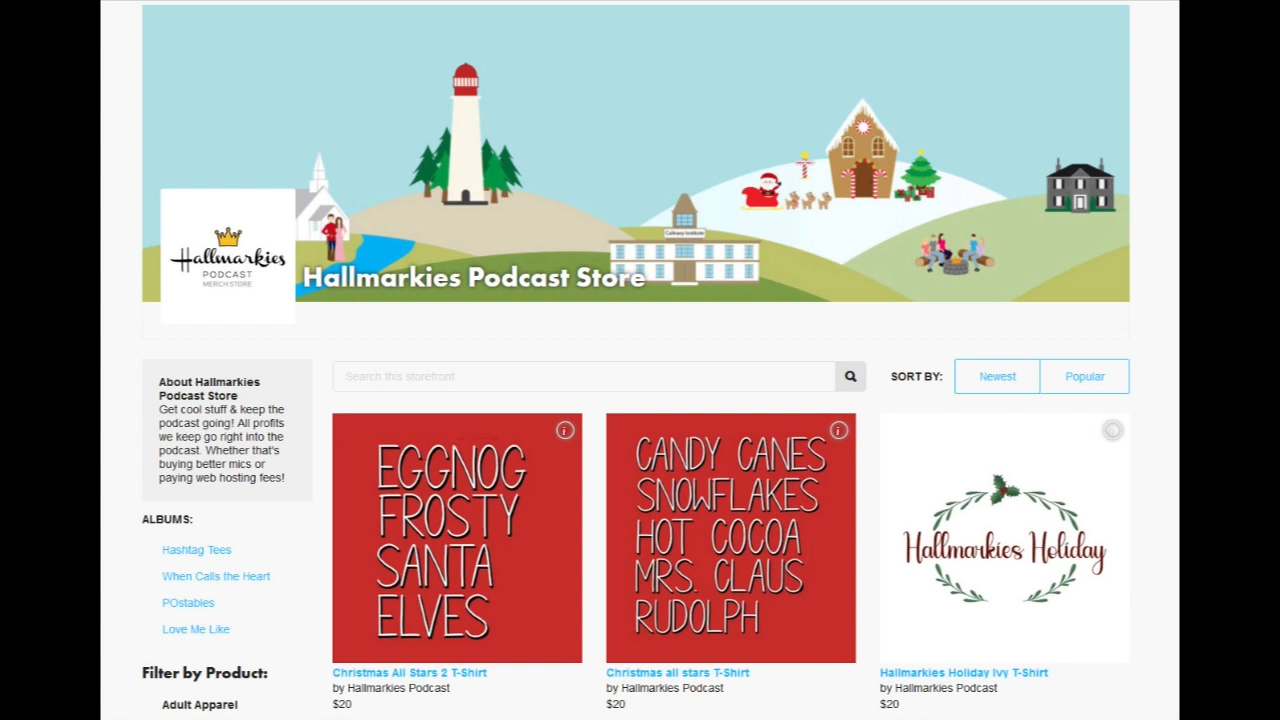 Culinary Institute
Hallmarkies
PODCAST
MERCH STORE
Hallmarkies Podcast Store
About Hallmarkies
Podcast Store
Get cool stuff & keep the
podcast going! All profits
we keep go right into the
podcast. Whether that's
buying better mics or
paying web hosting fees!
ALBUMS:
Hashtag Tees
When Calls the Heart
POstables
Love Me Like
Filter by Product:
Adult Apparel
Search this storefront
SORT BY:
Newest
Popular
EGGNOG
FROSTY
SANTA
ELVES
Christmas All Stars 2 T-Shirt
by Hallmarkies Podcast
$20
CANDY CANES
SNOWFLAKES
HOT COCOA
MRS. CLAUS
RUDOLPH
Christmas all stars T-Shirt
by Hallmarkies Podcast
$20
Hallmarkies Holiday
Hallmarkies Holiday Ivy T-Shirt
by Hallmarkies Podcast
$20